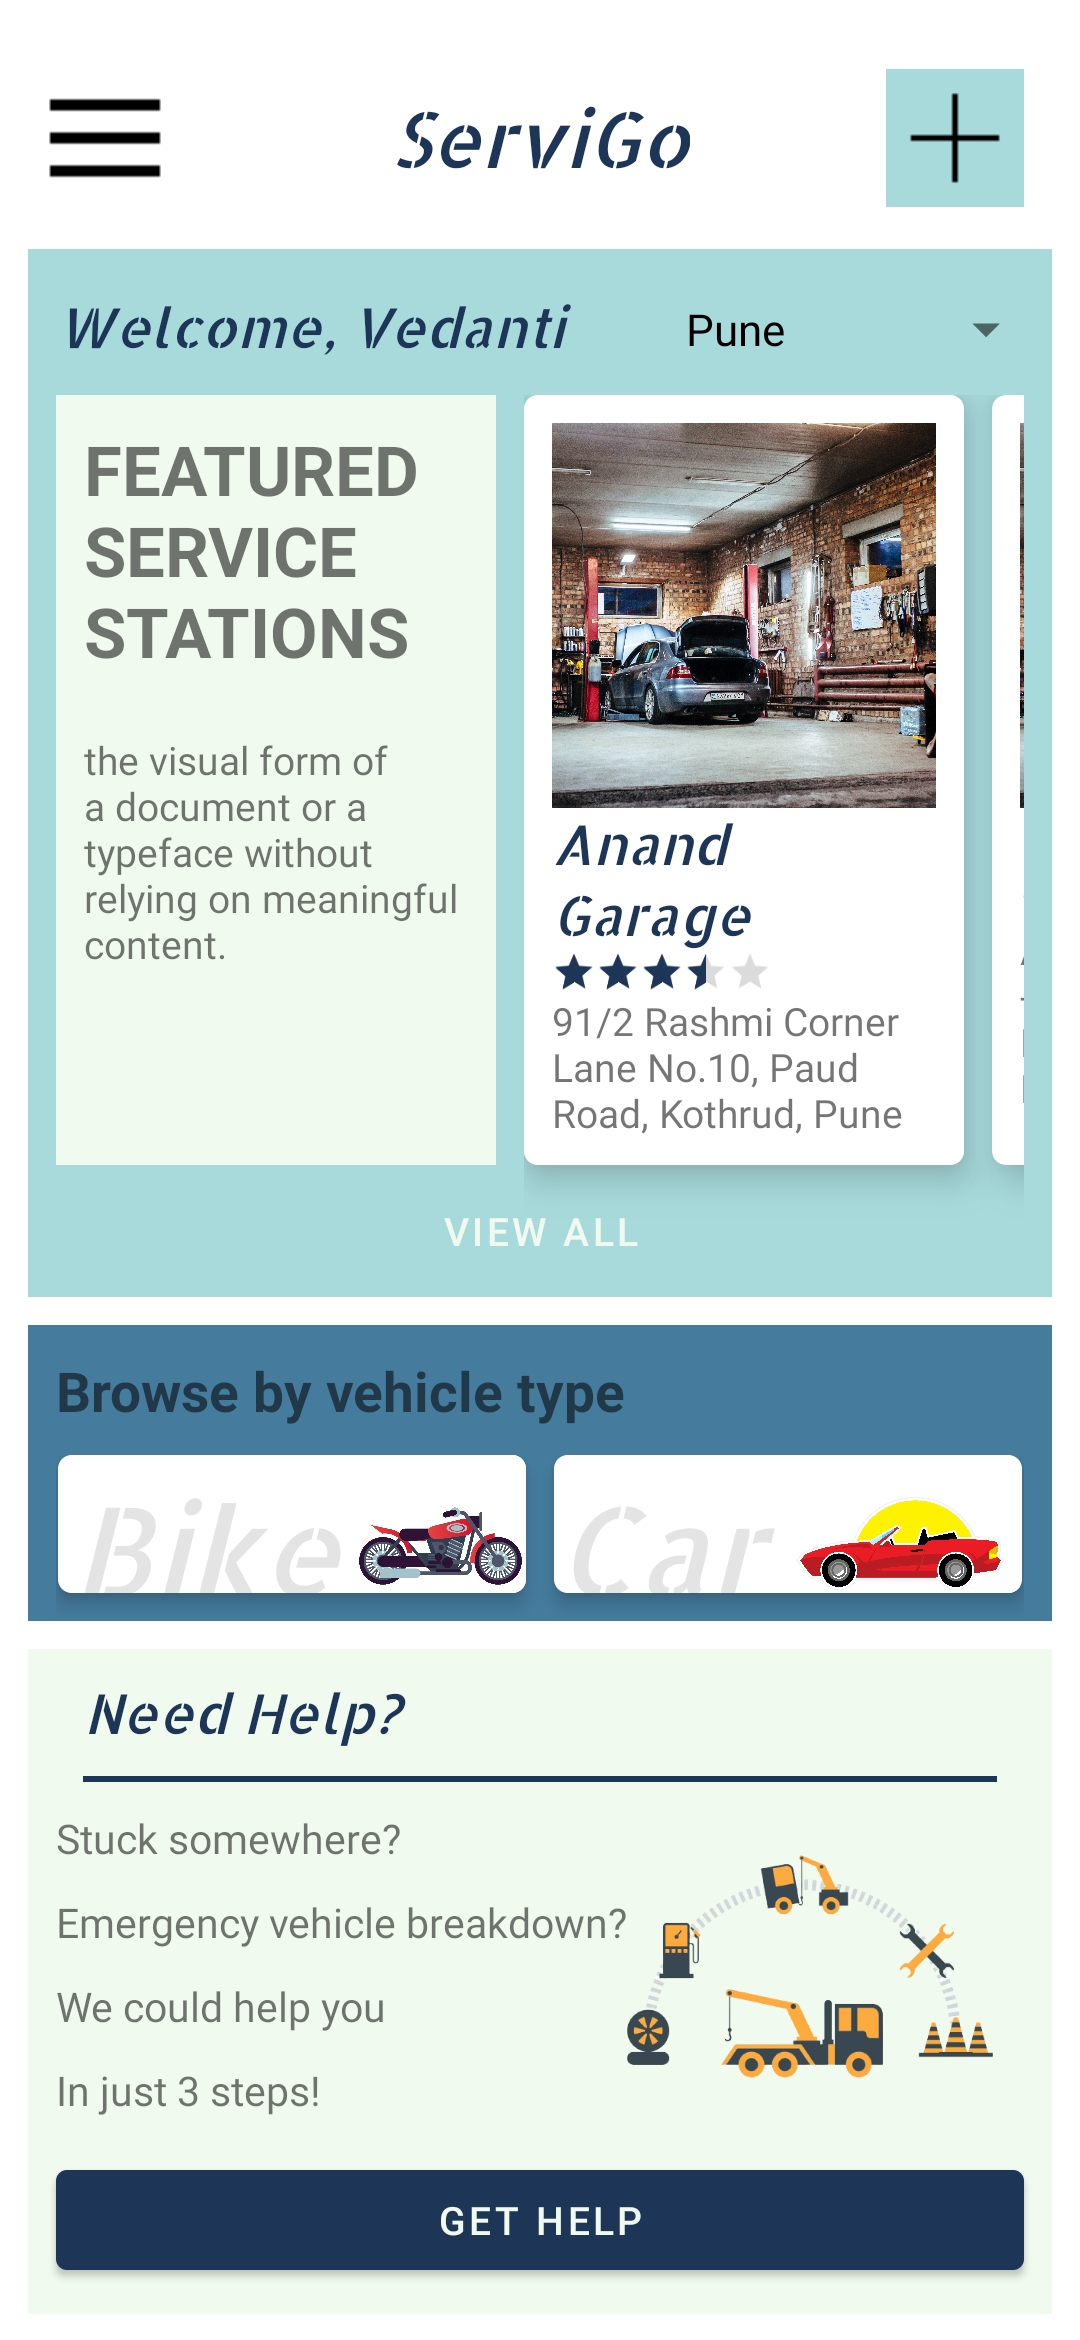 ServiGo
Welcome, Vedanti
Pune
FEATURED
SERVICE
STATIONS
the visual form of
a document or a
typeface without
relying on meaningful
content.
Anand
Garage
91/2 Rashmi Corner
Lane No.10, Paud
Road, Kothrud, Pune
VIEW ALL
Browse by vehicle type
Bike
Car
Need Help?
Stuck somewhere?
Emergency vehicle breakdown?
We could help you
In just 3 steps!
GET HELP